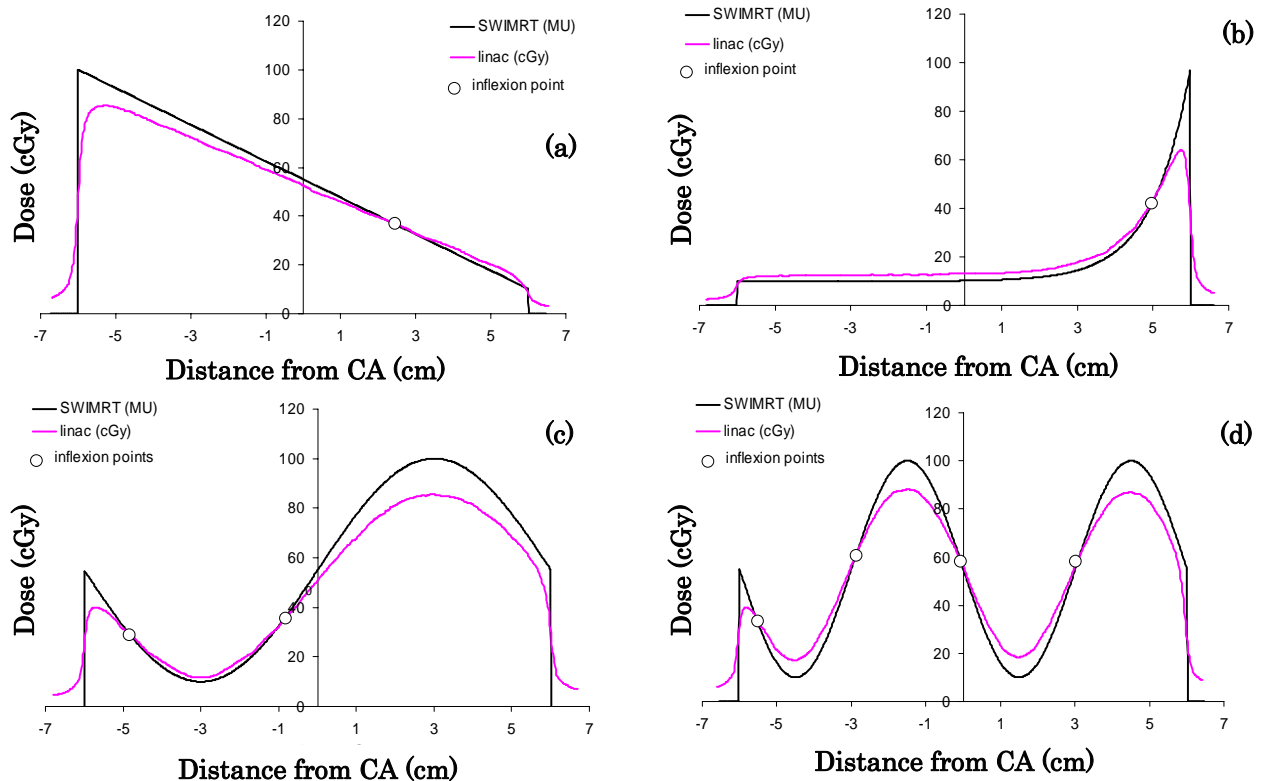 SWIMRT (MU)
linac (cGy)
inflexion point
(a)
Dose (cGy)
120
100
80
60
40
20
0
-7 -5 -3 -1 1 3 5 7
Distance from CA (cm)
SWIMRT (MU)
linac (cGy)
inflexion point
(b)
Dose (cGy)
120
100
80
60
40
20
0
-7 -5 -3 -1 1 3 5 7
Distance from CA (cm)
SWIMRT (MU)
linac (cGy)
inflexion points
(c)
Dose (cGy)
120
100
80
60
40
20
0
-7 -5 -3 -1 1 3 5 7
Distance from CA (cm)
SWIMRT (MU)
linac (cGy)
inflexion points
(d)
Dose (cGy)
120
100
80
60
40
20
0
-7 -5 -3 -1 1 3 5 7
Distance from CA (cm)